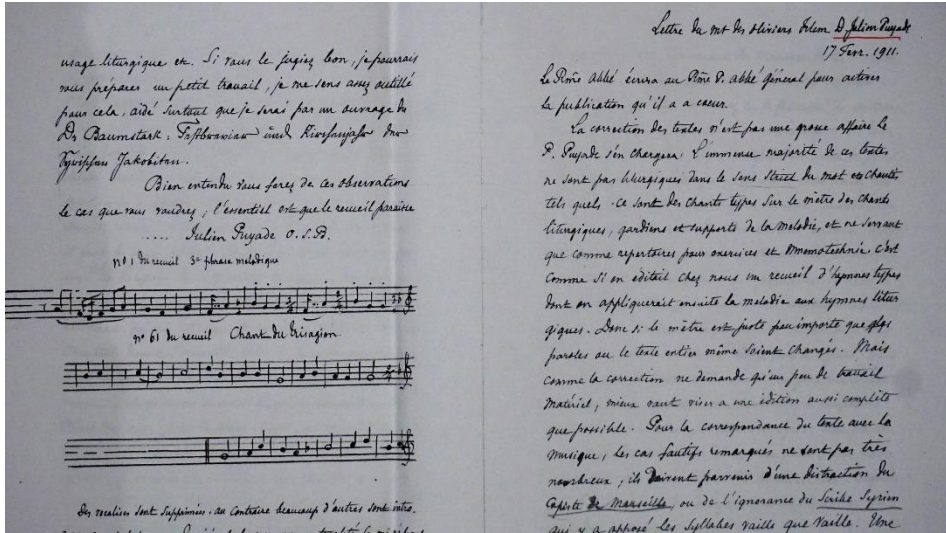 usage liturgique etc. Si vous le jugiez bon, je pourrais
vous préparer un petit travail, je me sens assez outillé
pour cela, aidé surtout que je serai par un ouvrage du
Dr Baumstark : Festbrevier und Kirchenjahr der
Syrischen Jakobiten.
Bien entendu vous ferez de ces observations
le cas que vous voudrez ; l'essentiel est que le recueil paraisse
.... Julien Puyade O.S.B.
nº 1 du recueil 3e phrase mélodique
nº 61 du recueil Chant du Trisagion
Des vocalises sont supprimées. au contraire beaucoup d'autres sont intro.
Lettre du mt des oliviers Jslem D. Julien Puyade
17 Fevr. 1911.
Le Rme abbé écrira au Rme P. abbé général pour activer
la publication qu'il a a coeur.
La correction des textes n'est pas une grosse affaire le
P. Puyade s'en chargera. L'immense majorité de ces textes
ne sont pas liturgiques dans le sens strict du mot chantés
tels quels. ce sont des chants types sur le mètre des chants
liturgiques, gardiens et supports de la mélodie, et ne servant
que comme repertoires pour exercices et mnemotechnie. c'est
comme si on éditait chez nous un recueil d'hymnes types
dont on appliquerait ensuite la mélodie aux hymnes litur
giques. Donc si le mètre est juste peu importe que
paroles ou le texte entier même soient changés. Mais
comme la correction ne demande qu'un peu de travail
matériel, mieux vaut viser a une édition aussi complète
que possible. Pour la correspondance du texte avec la
musique, les cas fautifs remarqués ne sont pas très
nombreux ; ils doivent provenir d'une distraction du
Copiste de Marseille ou de l'ignorance du Scribe Syrien
qui y a apposé les syllabes vaille que vaille. Une